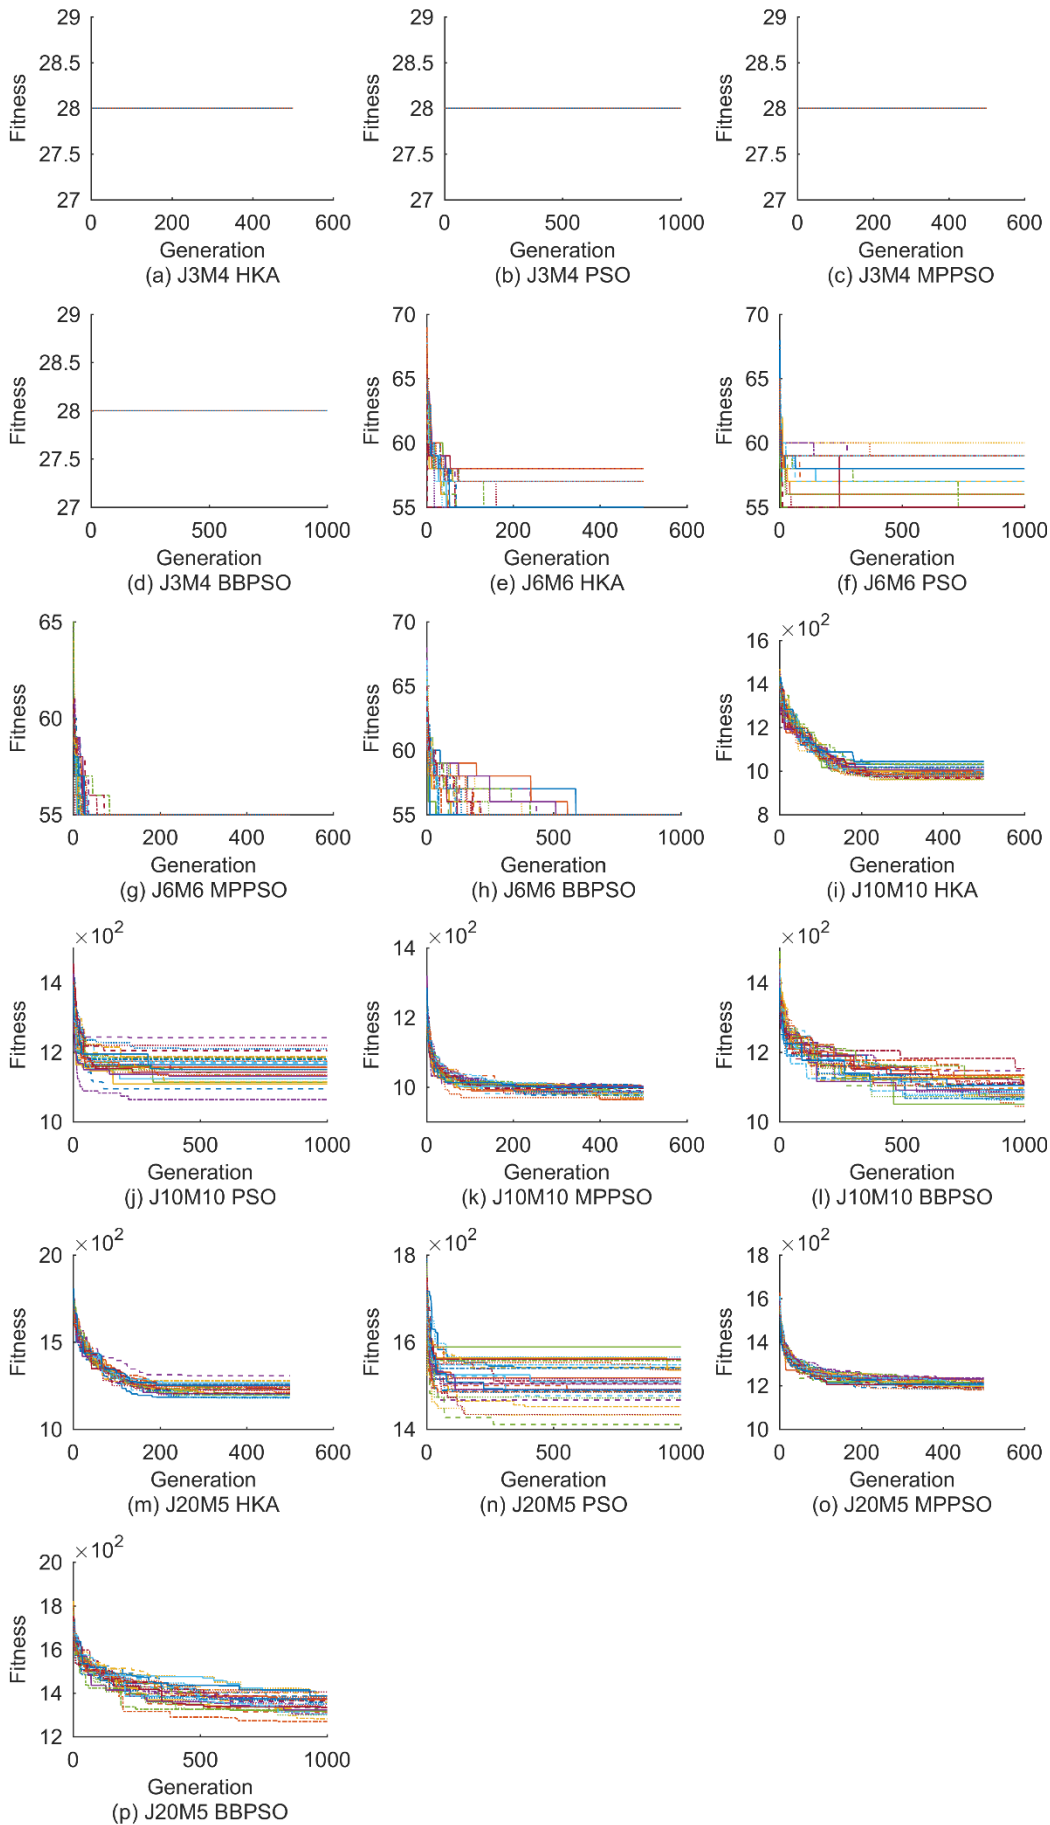 29
28.5
28
27.5
27
Fitness
0 200 400 600
Generation
(a) J3M4 HKA
29
28.5
28
27.5
27
Fitness
0 500 1000
Generation
(b) J3M4 PSO
29
28.5
28
27.5
27
Fitness
0 200 400 600
Generation
(c) J3M4 MPPSO
29
28.5
28
27.5
27
Fitness
0 500 1000
Generation
(d) J3M4 BBPSO
70
65
60
55
Fitness
0 200 400 600
Generation
(e) J6M6 HKA
70
65
60
55
Fitness
0 500 1000
Generation
(f) J6M6 PSO
65
60
55
Fitness
0 200 400 600
Generation
(g) J6M6 MPPSO
70
65
60
55
Fitness
0 500 1000
Generation
(h) J6M6 BBPSO
×10²
16
14
12
10
8
Fitness
0 200 400 600
Generation
(i) J10M10 HKA
×10²
14
12
10
Fitness
0 500 1000
Generation
(j) J10M10 PSO
×10²
14
12
10
Fitness
0 200 400 600
Generation
(k) J10M10 MPPSO
×10²
14
12
10
Fitness
0 500 1000
Generation
(l) J10M10 BBPSO
×10²
20
15
10
Fitness
0 200 400 600
Generation
(m) J20M5 HKA
×10²
18
16
14
Fitness
0 500 1000
Generation
(n) J20M5 PSO
×10²
18
16
14
12
10
Fitness
0 200 400 600
Generation
(o) J20M5 MPPSO
×10²
20
18
16
14
12
Fitness
0 500 1000
Generation
(p) J20M5 BBPSO